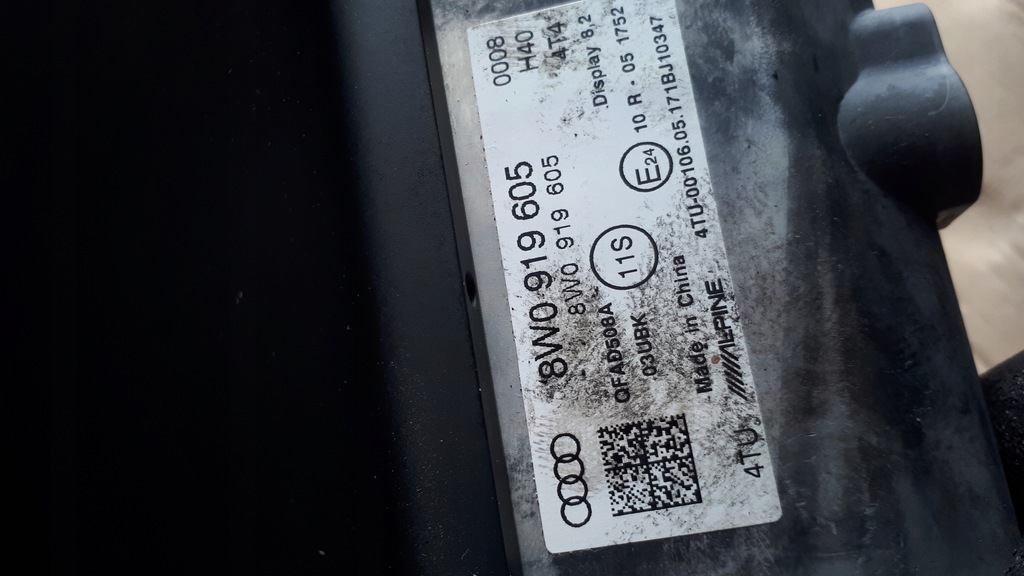 8W0 919 605 0008
8W0 919 605 H40
4T4
QFAD508A Display 8,2
03UBK 11S
E24 10 R - 05 1752
Made in China 4TU-00106.05.171BJ10347
4TU. ALPINE